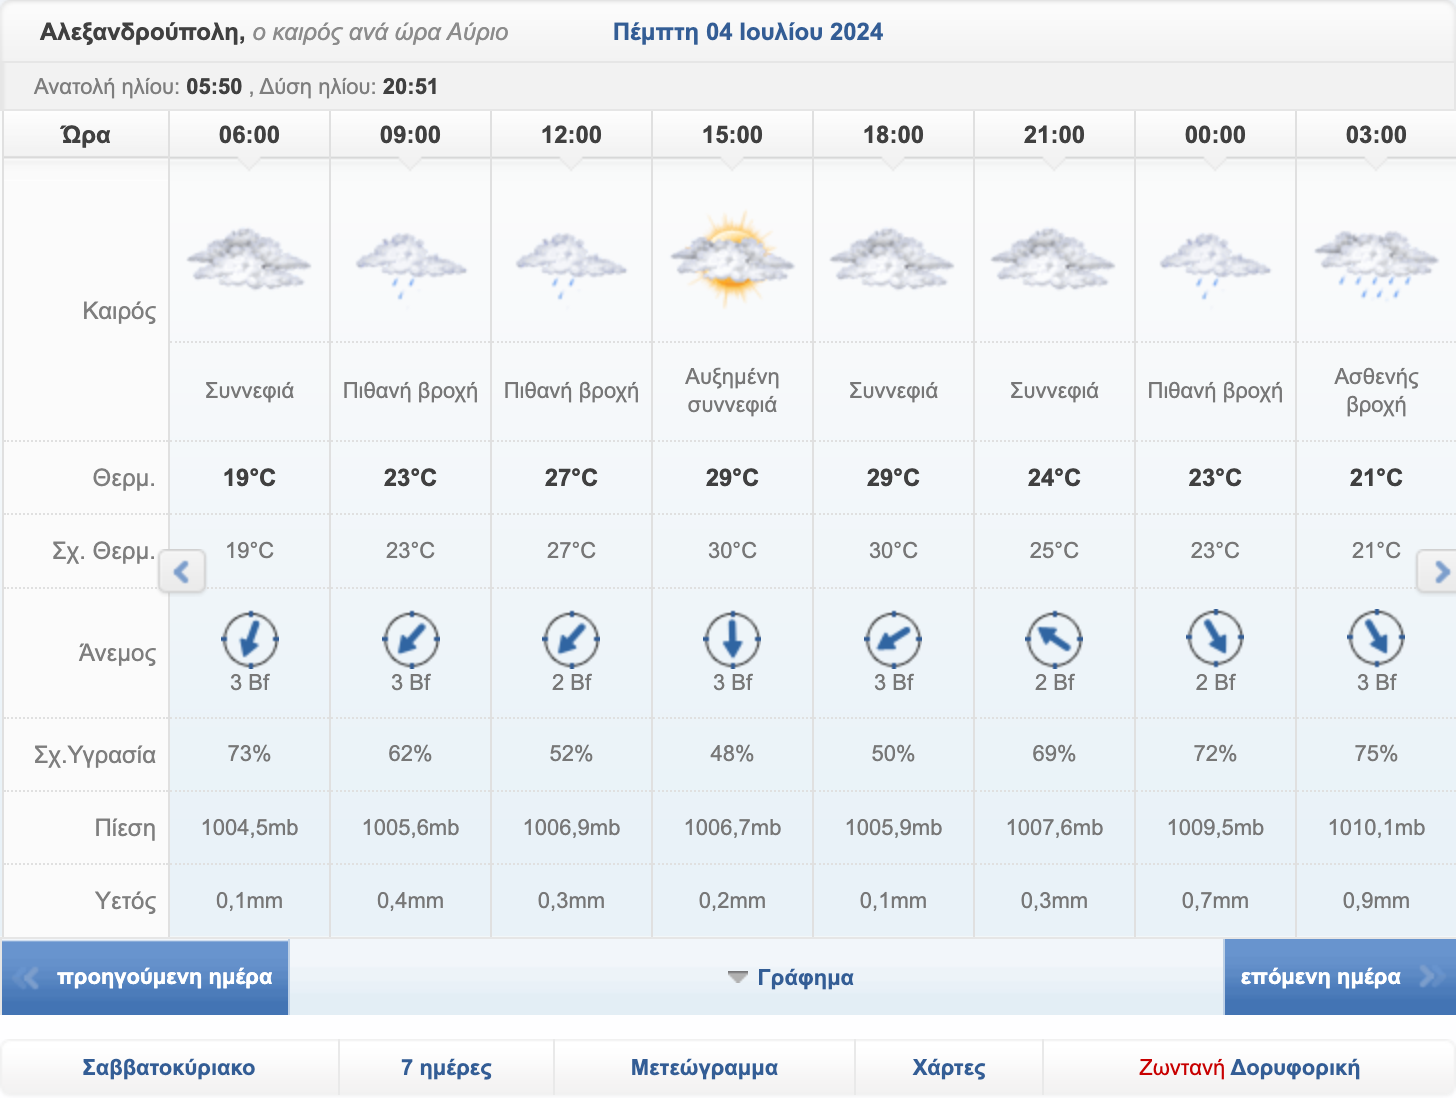 Αλεξανδρούπολη, ο καιρός ανά ώρα Αύριο Πέμπτη 04 Ιουλίου 2024
Ανατολή ηλίου: 05:50 , Δύση ηλίου: 20:51
Ώρα 06:00 09:00 12:00 15:00 18:00 21:00 00:00 03:00
Καιρός
Συννεφιά Πιθανή βροχή Πιθανή βροχή Αυξημένη συννεφιά Συννεφιά Συννεφιά Πιθανή βροχή Ασθενής βροχή
Θερμ. 19°C 23°C 27°C 29°C 29°C 24°C 23°C 21°C
Σχ. Θερμ. 19°C 23°C 27°C 30°C 30°C 25°C 23°C 21°C
Άνεμος 3 Bf 3 Bf 2 Bf 3 Bf 3 Bf 2 Bf 2 Bf 3 Bf
Σχ.Υγρασία 73% 62% 52% 48% 50% 69% 72% 75%
Πίεση 1004,5mb 1005,6mb 1006,9mb 1006,7mb 1005,9mb 1007,6mb 1009,5mb 1010,1mb
Υετός 0,1mm 0,4mm 0,3mm 0,2mm 0,1mm 0,3mm 0,7mm 0,9mm
προηγούμενη ημέρα Γράφημα επόμενη ημέρα
Σαββατοκύριακο 7 ημέρες Μετεώγραμμα Χάρτες Ζωντανή Δορυφορική